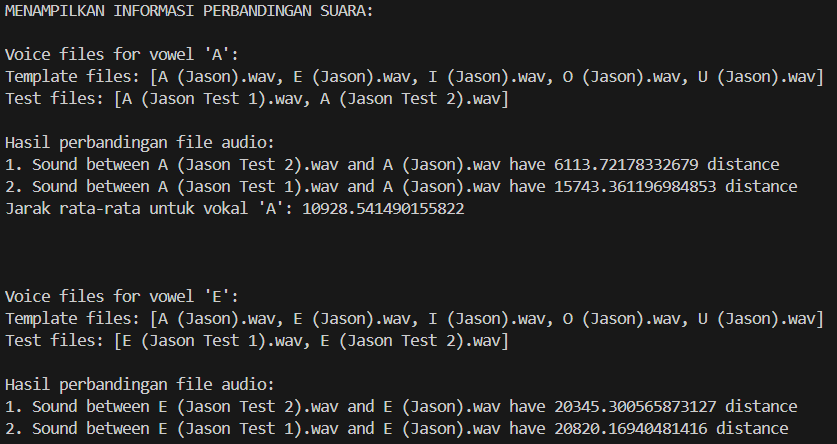 MENAMPILKAN INFORMASI PERBANDINGAN SUARA:
Voice files for vowel 'A':
Template files: [A (Jason).wav, E (Jason).wav, I (Jason).wav, O (Jason).wav, U (Jason).wav]
Test files: [A (Jason Test 1).wav, A (Jason Test 2).wav]
Hasil perbandingan file audio:
1. Sound between A (Jason Test 2).wav and A (Jason).wav have 6113.72178332679 distance
2. Sound between A (Jason Test 1).wav and A (Jason).wav have 15743.361196984853 distance
Jarak rata-rata untuk vokal 'A': 10928.541490155822
Voice files for vowel 'E':
Template files: [A (Jason).wav, E (Jason).wav, I (Jason).wav, O (Jason).wav, U (Jason).wav]
Test files: [E (Jason Test 1).wav, E (Jason Test 2).wav]
Hasil perbandingan file audio:
1. Sound between E (Jason Test 2).wav and E (Jason).wav have 20345.300565873127 distance
2. Sound between E (Jason Test 1).wav and E (Jason).wav have 20820.16940481416 distance